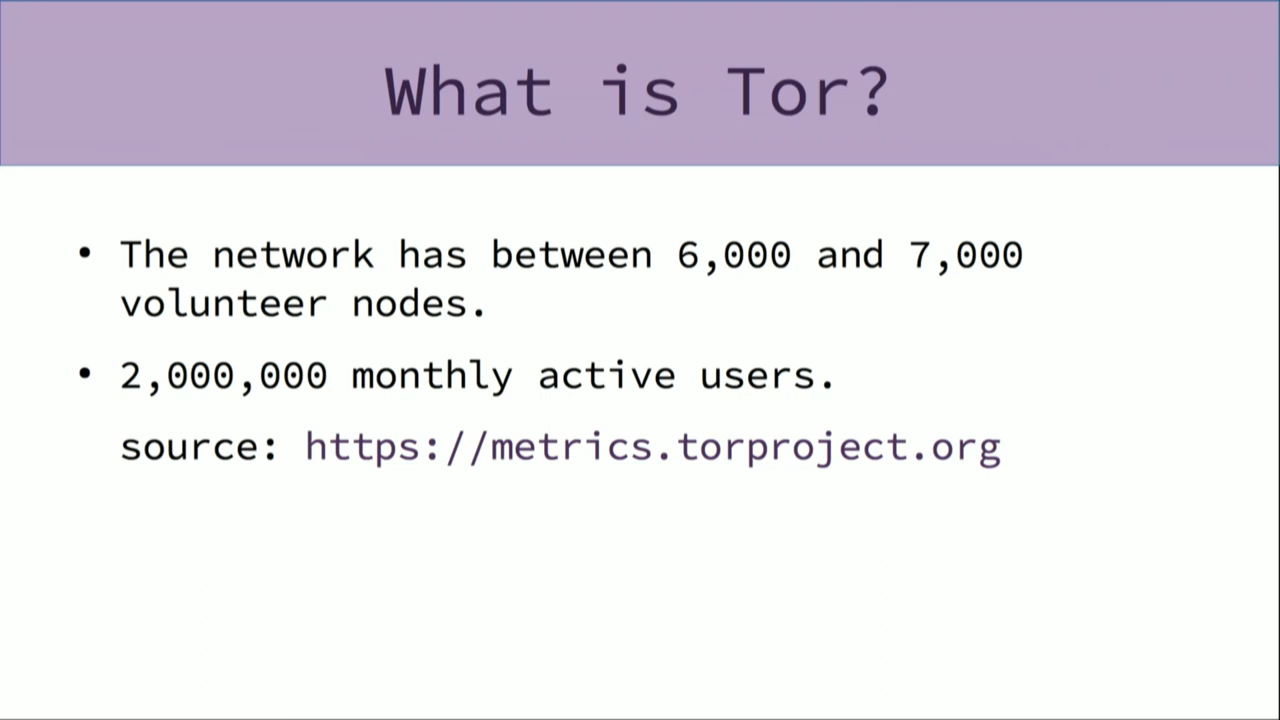 What is Tor?
• The network has between 6,000 and 7,000
volunteer nodes.
• 2,000,000 monthly active users.
source: https://metrics.torproject.org